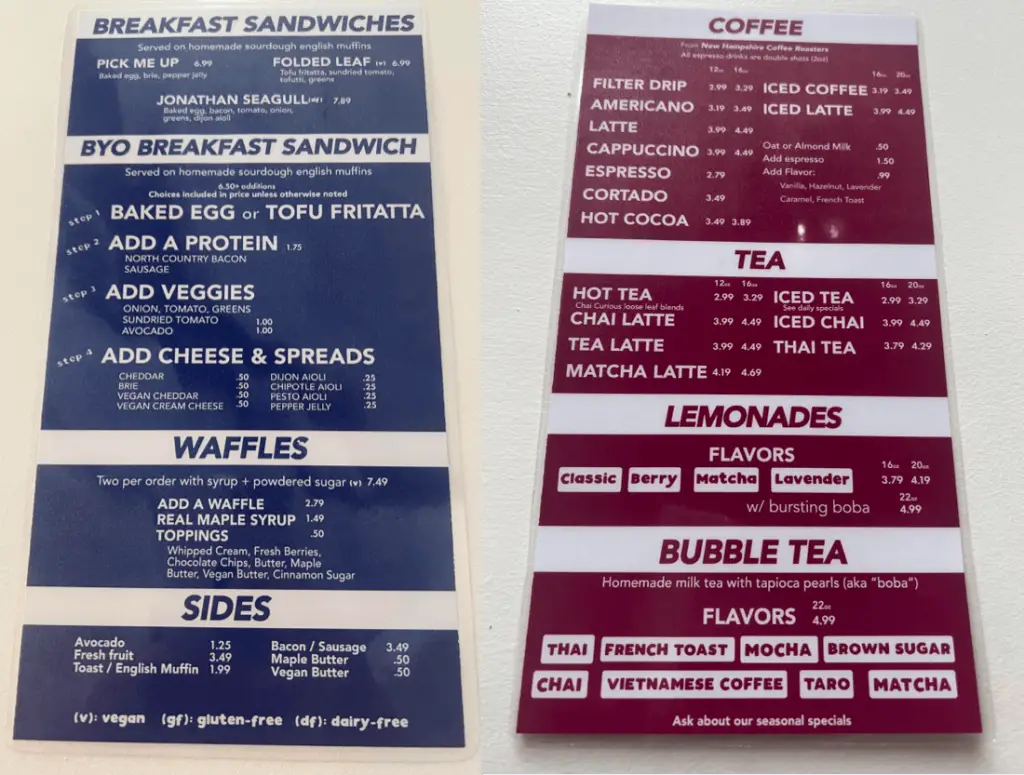 BREAKFAST SANDWICHES
Served on homemade sourdough english muffins
PICK ME UP 6.99
Baked egg, brie, pepper jelly
FOLDED LEAF (v) 6.99
Tofu fritatta, sundried tomato,
tofutti, greens
JONATHAN SEAGULL (df) 7.89
Baked egg, bacon, tomato, onion,
greens, dijon aioli
BYO BREAKFAST SANDWICH
Served on homemade sourdough english muffins
6.50+ additions
Choices included in price unless otherwise noted
step 1 BAKED EGG or TOFU FRITATTA
step 2 ADD A PROTEIN 1.75
NORTH COUNTRY BACON
SAUSAGE
step 3 ADD VEGGIES
ONION, TOMATO, GREENS
SUNDRIED TOMATO 1.00
AVOCADO 1.00
step 4 ADD CHEESE & SPREADS
CHEDDAR .50 DIJON AIOLI .25
BRIE .50 CHIPOTLE AIOLI .25
VEGAN CHEDDAR .50 PESTO AIOLI .25
VEGAN CREAM CHEESE .50 PEPPER JELLY .25
WAFFLES
Two per order with syrup + powdered sugar (v) 7.49
ADD A WAFFLE 2.79
REAL MAPLE SYRUP 1.49
TOPPINGS .50
Whipped Cream, Fresh Berries,
Chocolate Chips, Butter, Maple
Butter, Vegan Butter, Cinnamon Sugar
SIDES
Avocado 1.25 Bacon / Sausage 3.49
Fresh fruit 3.49 Maple Butter .50
Toast / English Muffin 1.99 Vegan Butter .50
(v): vegan (gf): gluten-free (df): dairy-free
COFFEE
From New Hampshire Coffee Roasters
All espresso drinks are double shots (2oz)
12oz 16oz
FILTER DRIP 2.99 3.29
AMERICANO 3.19 3.49
LATTE 3.99 4.49
CAPPUCCINO 3.99 4.49
ESPRESSO 2.79
CORTADO 3.49
HOT COCOA 3.49 3.89
16oz 20oz
ICED COFFEE 3.19 3.49
ICED LATTE 3.99 4.49
Oat or Almond Milk .50
Add espresso 1.50
Add Flavor: .99
Vanilla, Hazelnut, Lavender
Caramel, French Toast
TEA
12oz 16oz
HOT TEA 2.99 3.29
Chai Curious loose leaf blends
CHAI LATTE 3.99 4.49
TEA LATTE 3.99 4.49
MATCHA LATTE 4.19 4.69
16oz 20oz
ICED TEA 2.99 3.29
See daily specials
ICED CHAI 3.99 4.49
THAI TEA 3.79 4.29
LEMONADES
FLAVORS
16oz 20oz
Classic Berry Matcha Lavender 3.79 4.19
22oz
w/ bursting boba 4.99
BUBBLE TEA
Homemade milk tea with tapioca pearls (aka "boba")
22oz
FLAVORS 4.99
THAI FRENCH TOAST MOCHA BROWN SUGAR
CHAI VIETNAMESE COFFEE TARO MATCHA
Ask about our seasonal specials